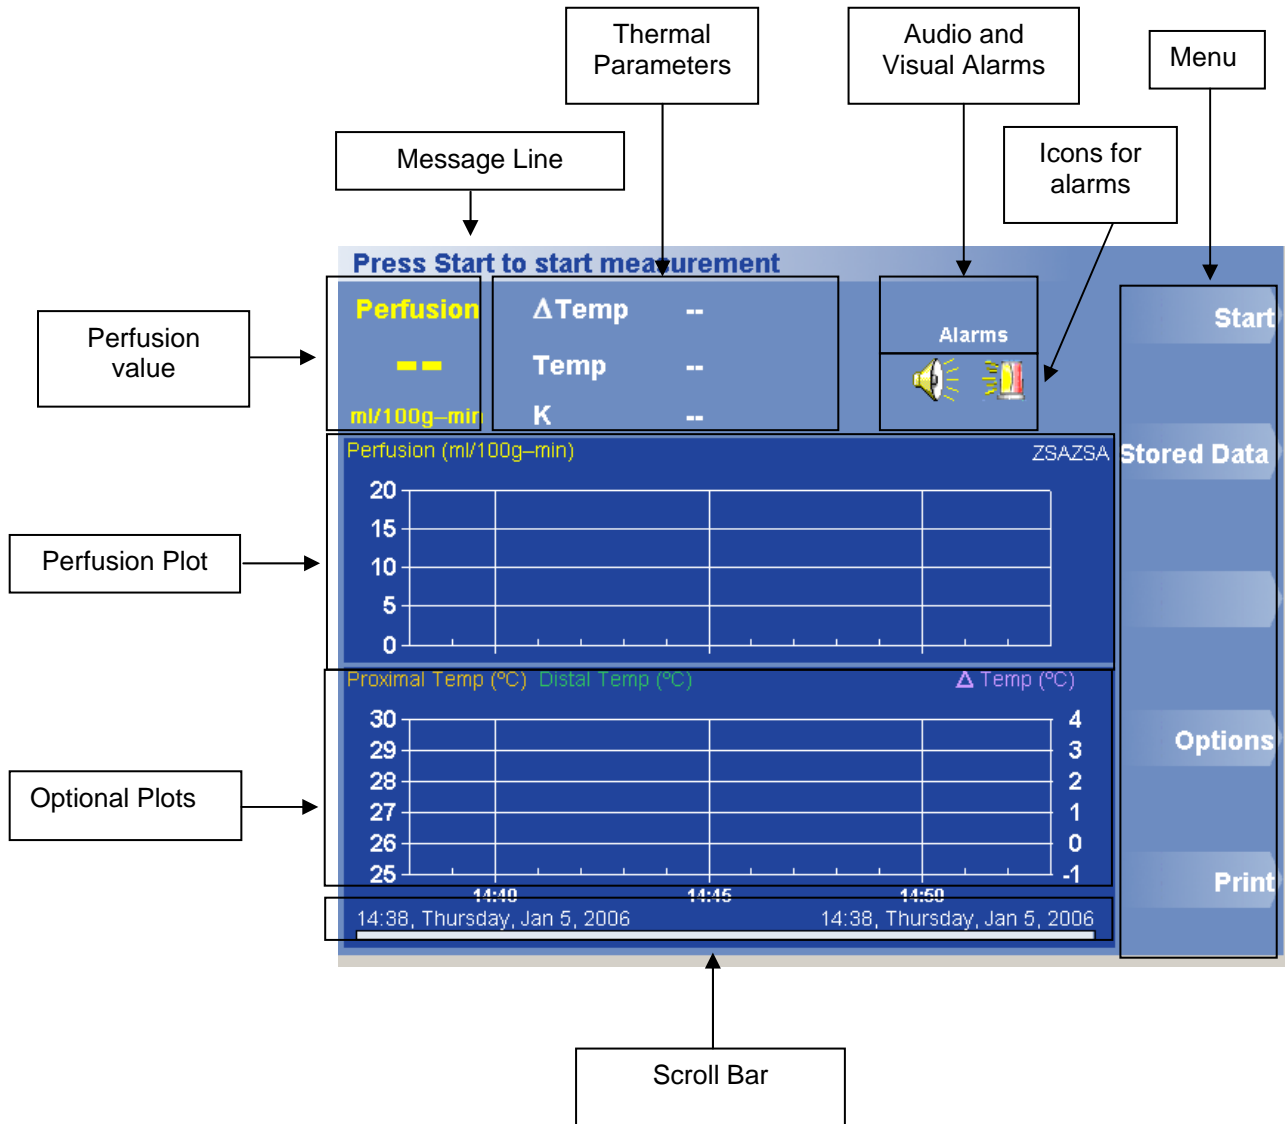 Thermal
Parameters
Audio and
Visual Alarms
Menu
Message Line
Icons for
alarms
Press Start to start measurement
Perfusion
value
Perfusion
--
ml/100g–min
ΔTemp --
Temp --
K --
Alarms
Start
Stored Data
Options
Print
Perfusion Plot
Perfusion (ml/100g–min) ZSAZSA
20
15
10
5
0
Optional Plots
Proximal Temp (ºC) Distal Temp (ºC) Δ Temp (ºC)
30 4
29 3
28 2
27 1
26 0
25 -1
14:40 14:45 14:50
14:38, Thursday, Jan 5, 2006 14:38, Thursday, Jan 5, 2006
Scroll Bar